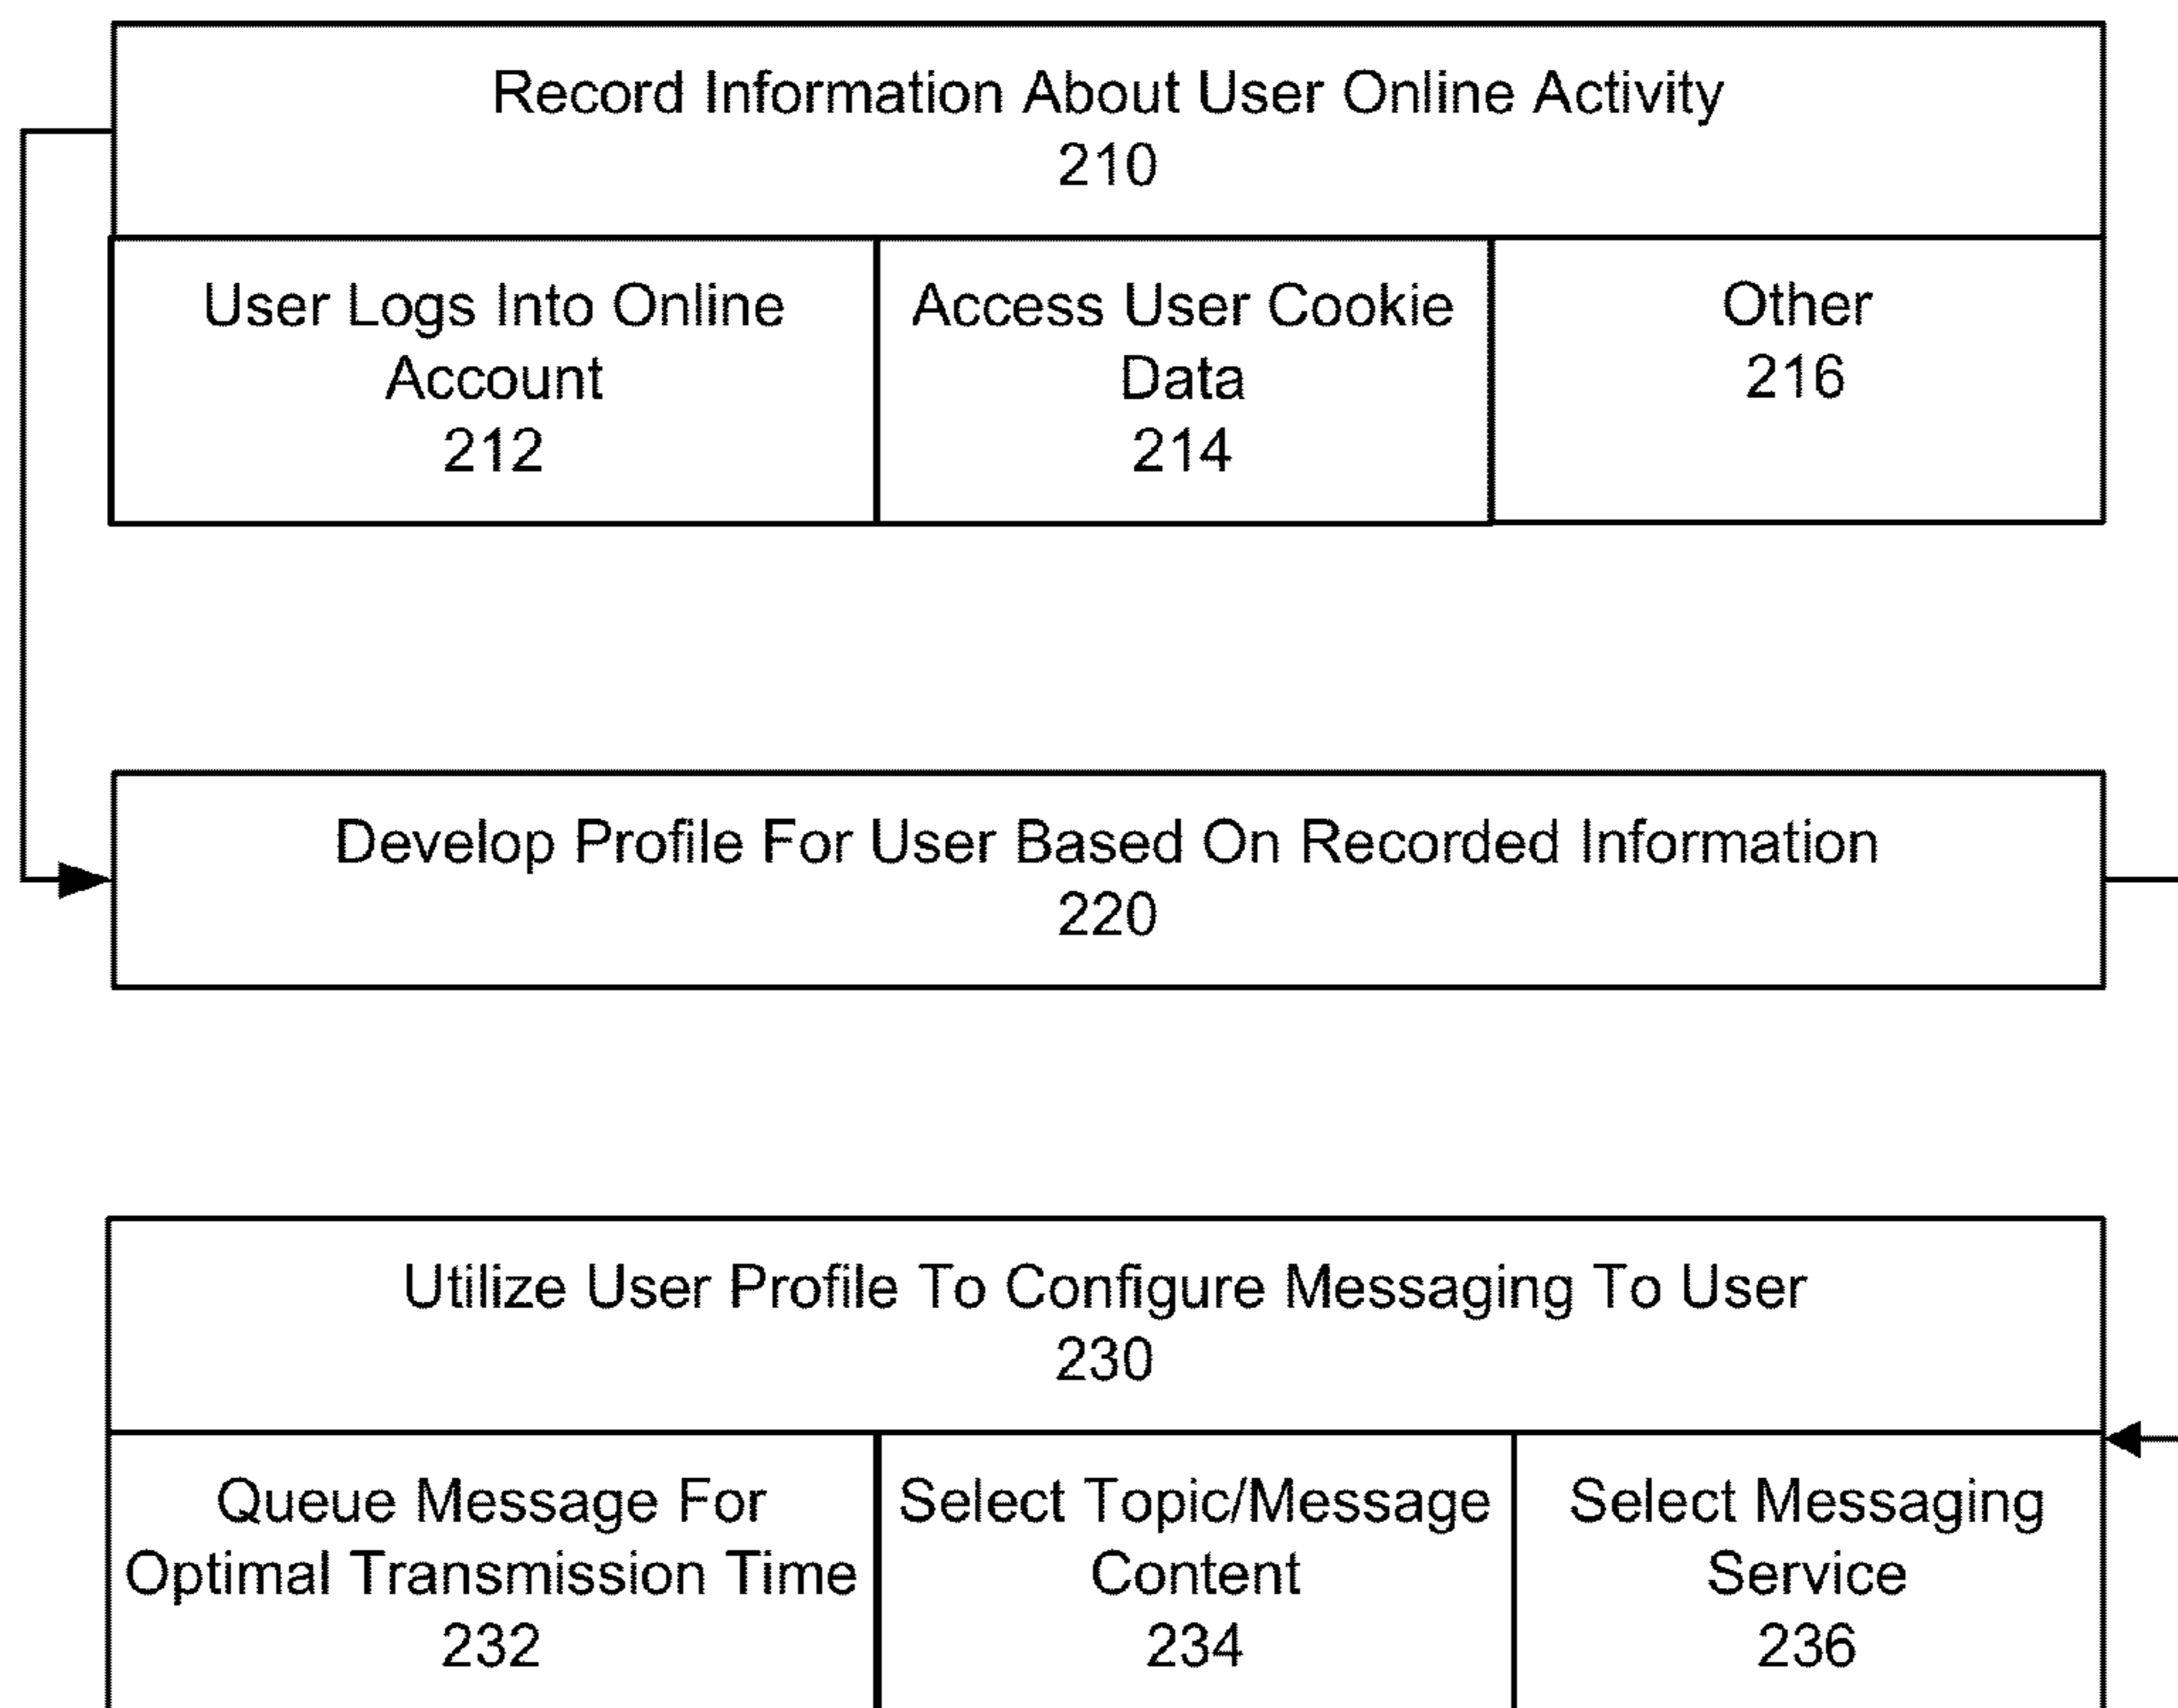 Record Information About User Online Activity
210
User Logs Into Online
Account
212
Access User Cookie
Data
214
Other
216
Develop Profile For User Based On Recorded Information
220
Utilize User Profile To Configure Messaging To User
230
Queue Message For
Optimal Transmission Time
232
Select Topic/Message
Content
234
Select Messaging
Service
236